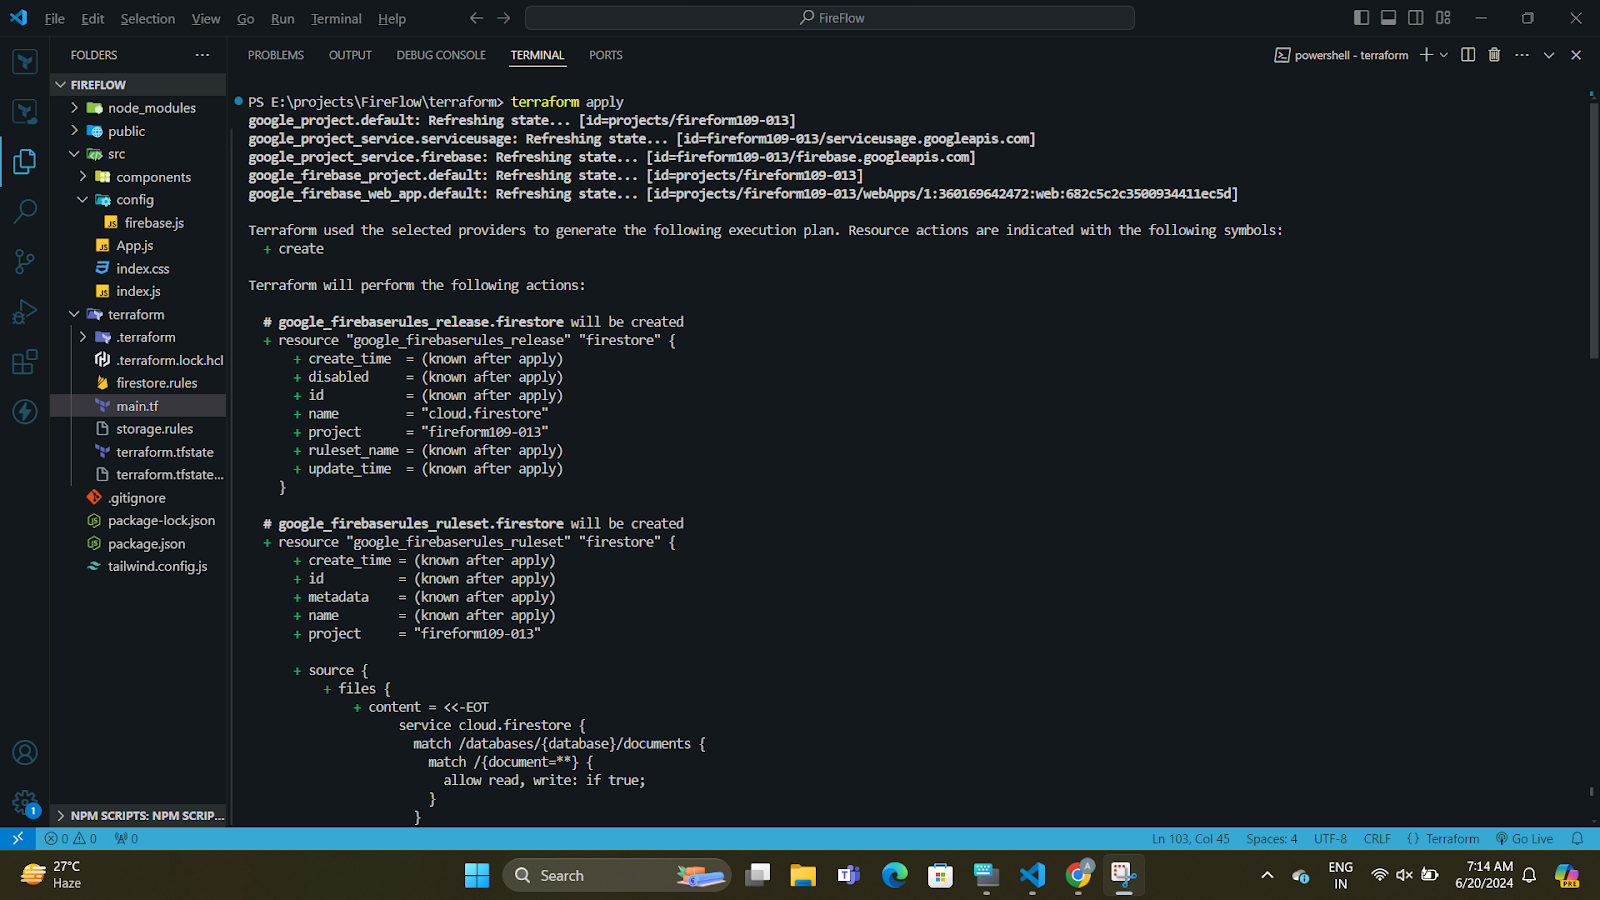 File Edit Selection View Go Run Terminal Help
FireFlow
FOLDERS
PROBLEMS OUTPUT DEBUG CONSOLE TERMINAL PORTS
powershell - terraform
FIREFLOW
node_modules
public
src
components
config
firebase.js
App.js
index.css
index.js
terraform
.terraform
.terraform.lock.hcl
firestore.rules
main.tf
storage.rules
terraform.tfstate
terraform.tfstate...
.gitignore
package-lock.json
package.json
tailwind.config.js
NPM SCRIPTS: NPM SCRIP...
PS E:\projects\FireFlow\terraform> terraform apply
google_project.default: Refreshing state... [id=projects/fireform109-013]
google_project_service.serviceusage: Refreshing state... [id=fireform109-013/serviceusage.googleapis.com]
google_project_service.firebase: Refreshing state... [id=fireform109-013/firebase.googleapis.com]
google_firebase_project.default: Refreshing state... [id=projects/fireform109-013]
google_firebase_web_app.default: Refreshing state... [id=projects/fireform109-013/webApps/1:360169642472:web:682c5c2c3500934411ec5d]
Terraform used the selected providers to generate the following execution plan. Resource actions are indicated with the following symbols:
+ create
Terraform will perform the following actions:
# google_firebaserules_release.firestore will be created
+ resource "google_firebaserules_release" "firestore" {
+ create_time = (known after apply)
+ disabled = (known after apply)
+ id = (known after apply)
+ name = "cloud.firestore"
+ project = "fireform109-013"
+ ruleset_name = (known after apply)
+ update_time = (known after apply)
}
# google_firebaserules_ruleset.firestore will be created
+ resource "google_firebaserules_ruleset" "firestore" {
+ create_time = (known after apply)
+ id = (known after apply)
+ metadata = (known after apply)
+ name = (known after apply)
+ project = "fireform109-013"
+ source {
+ files {
+ content = <<-EOT
service cloud.firestore {
match /databases/{database}/documents {
match /{document=**} {
allow read, write: if true;
}
}
1
0 0 0
Ln 103, Col 45 Spaces: 4 UTF-8 CRLF {} Terraform Go Live
27°C
Haze
Search
A
PRE
ENG
IN
7:14 AM
6/20/2024